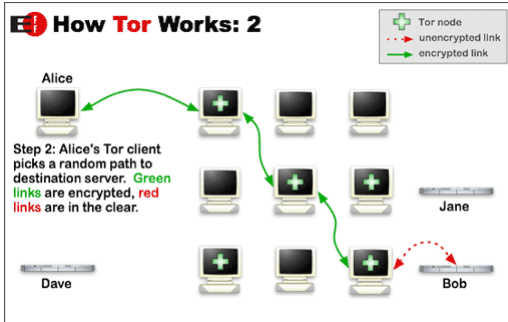 EFF How Tor Works: 2
Tor node
unencrypted link
encrypted link
Alice
Step 2: Alice's Tor client
picks a random path to
destination server. Green
links are encrypted, red
links are in the clear.
Jane
Dave
Bob